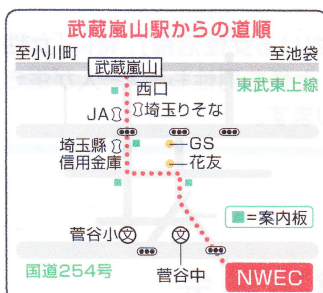 武蔵嵐山駅からの道順
至小川町
至池袋
武蔵嵐山
西口
東武東上線
JA
埼玉りそな
埼玉縣
信用金庫
GS
花友
=案内板
菅谷小
文
文
菅谷中
国道254号
NWEC